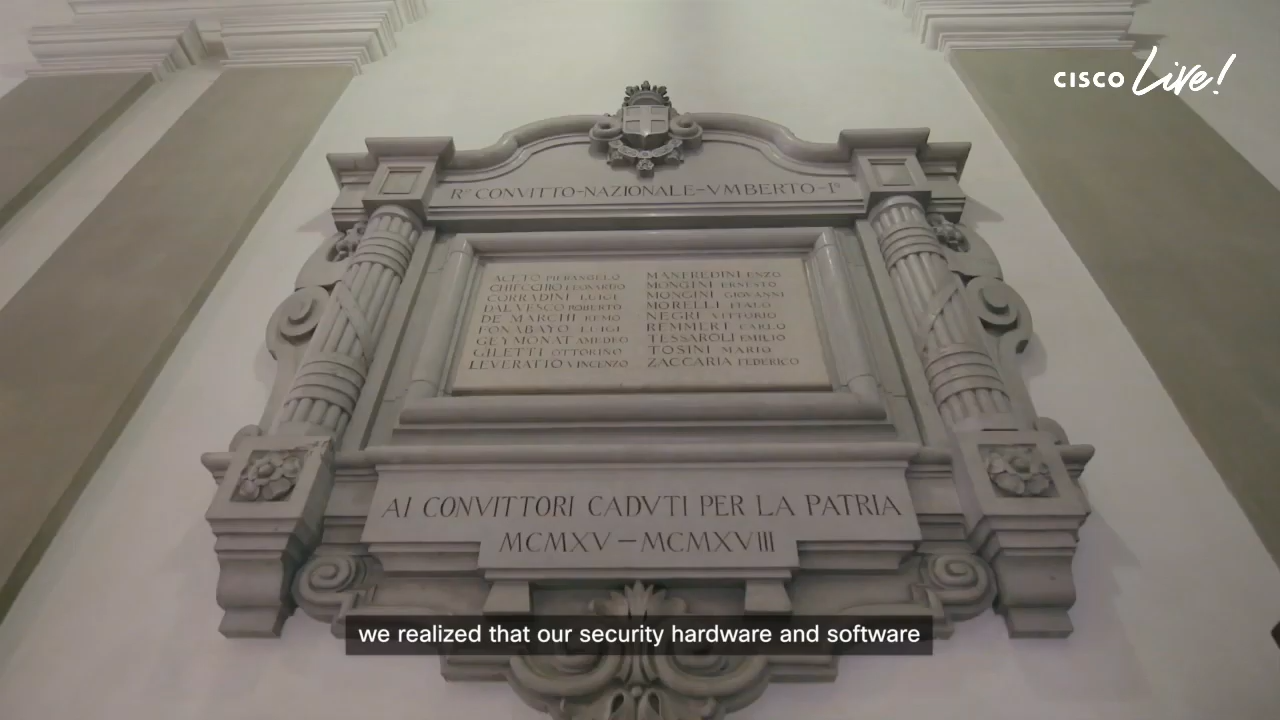 CISCO Live!
Rº CONVITTO-NAZIONALE-VMBERTO-Iº
ACETO PIERANGELO
CHICCHIO LEONARDO
CORRADINI LUIGI
DALVESCO ROBERTO
DE MARCHI REMO
FONABAYO LUIGI
GEYMONAT AMEDEO
GILETTI OTTORINO
LEVERATTO VINCENZO
MANFREDINI ENZO
MONGINI ERNESTO
MONGINI GIOVANNI
MORELLI ITALO
NEGRI VITTORIO
REMMERT CARLO
TESSAROLI EMILIO
TOSINI MARIO
ZACCARIA FEDERICO
AI CONVITTORI CADVTI PER LA PATRIA
MCMXV – MCMXVIII
we realized that our security hardware and software